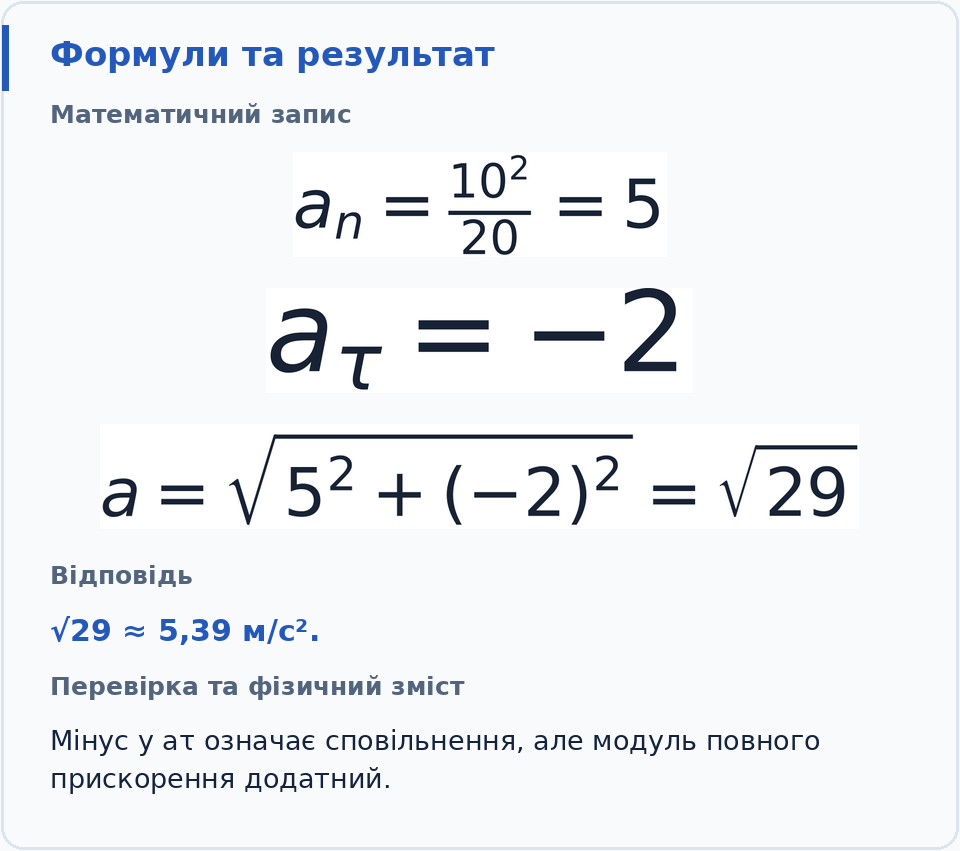 Формули та результат
Математичний запис
aₙ = 10²/20 = 5
a_τ = −2
a = √(5² + (−2)²) = √29
Відповідь
√29 ≈ 5,39 м/с².
Перевірка та фізичний зміст
Мінус у aτ означає сповільнення, але модуль повного
прискорення додатний.